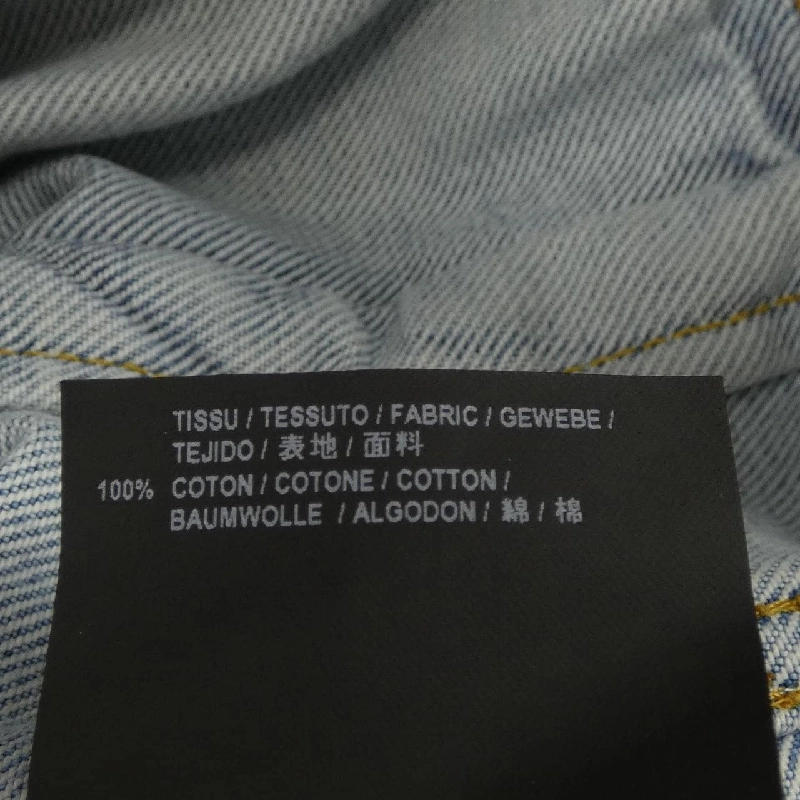 TISSU / TESSUTO / FABRIC / GEWEBE /
TEJIDO / 表地 / 面料
100% COTON / COTONE / COTTON /
BAUMWOLLE / ALGODON / 綿 / 棉